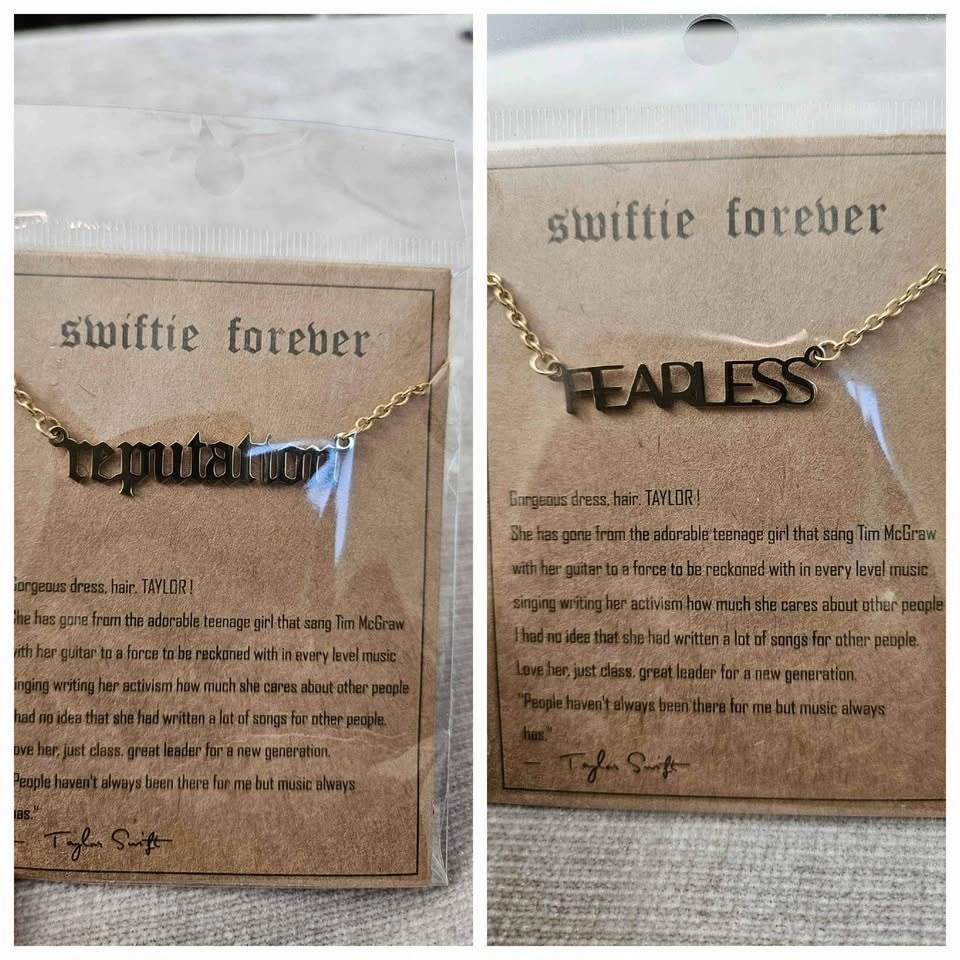 swiftie forever
reputation
Gorgeous dress, hair. TAYLOR !
She has gone from the adorable teenage girl that sang Tim McGraw
with her guitar to a force to be reckoned with in every level music
singing writing her activism how much she cares about other people
had no idea that she had written a lot of songs for other people.
Love her, just class. great leader for a new generation.
People haven't always been there for me but music always
has."
— Taylor Swift
swiftie forever
FEARLESS
Gorgeous dress, hair. TAYLOR !
She has gone from the adorable teenage girl that sang Tim McGraw
with her guitar to a force to be reckoned with in every level music
singing writing her activism how much she cares about other people
I had no idea that she had written a lot of songs for other people.
Love her, just class. great leader for a new generation.
"People haven't always been there for me but music always
has."
— Taylor Swift